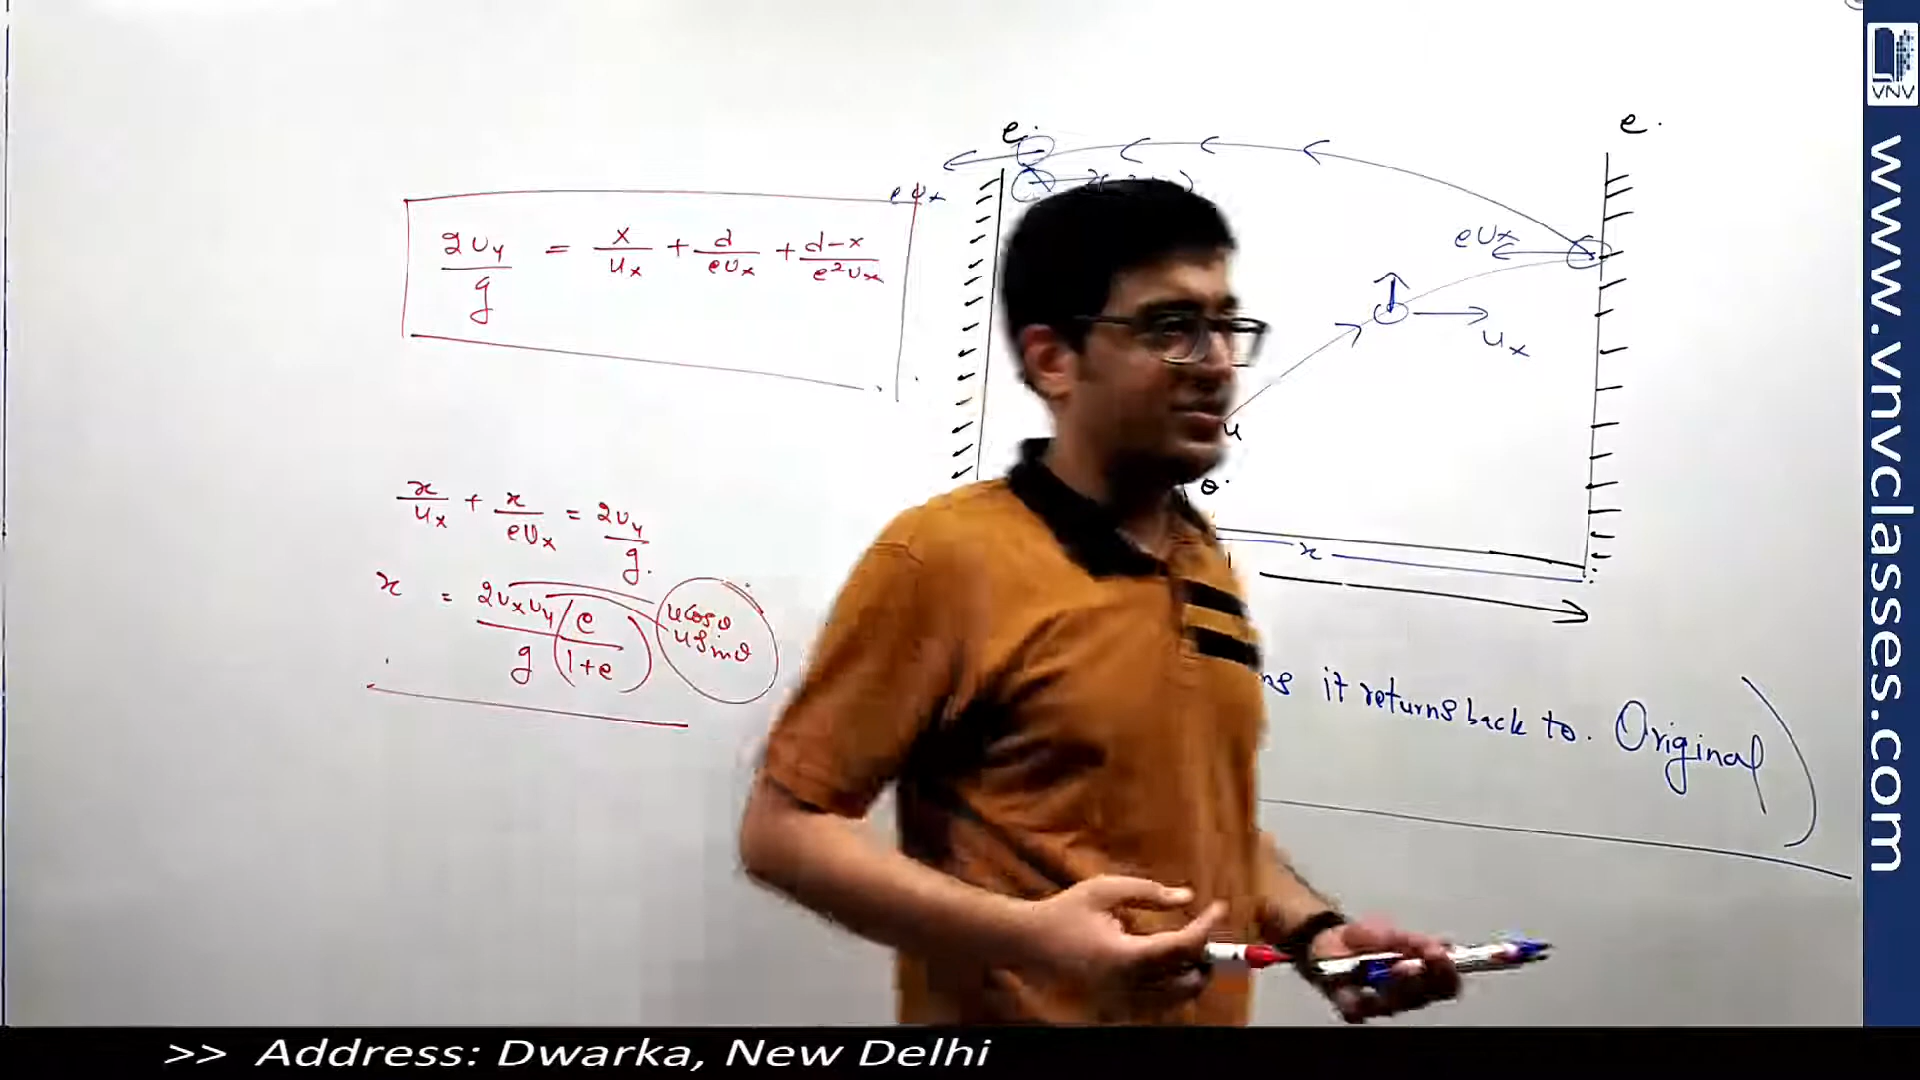 e.
e.
eUx
2Uy/g = x/ux + d/eUx + d-x/e²Ux
eUx
Ux
u
θ.
x/ux + x/eUx = 2Uy/g.
x
x = 2UxUy/g (e/1+e)
ucosθ
usinθ
it returns back to. Original)
VNV
www.vnvclasses.com
>> Address: Dwarka, New Delhi